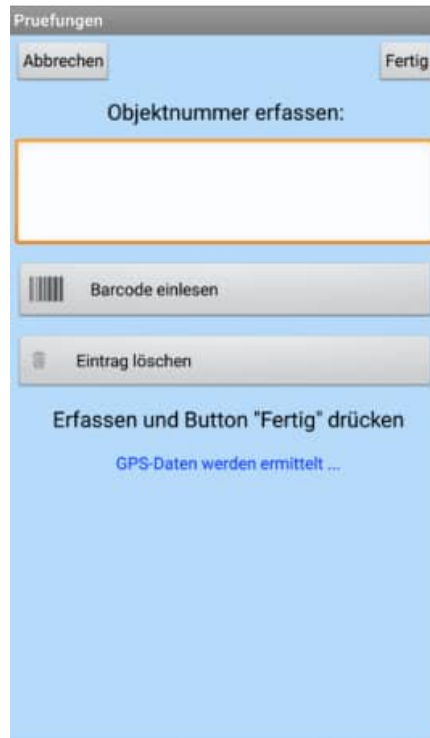 Pruefungen
Abbrechen
Fertig
Objektnummer erfassen:
Barcode einlesen
Eintrag löschen
Erfassen und Button "Fertig" drücken
GPS-Daten werden ermittelt ...